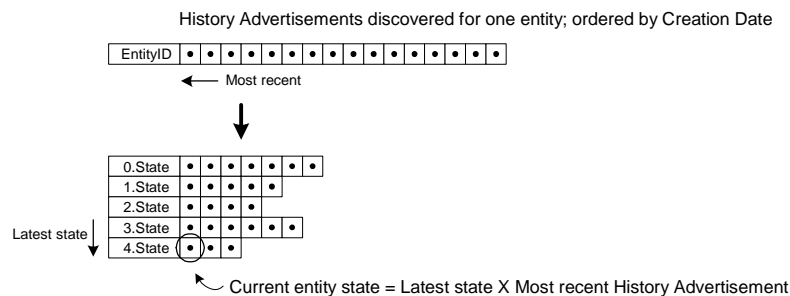 History Advertisements discovered for one entity; ordered by Creation Date
EntityID
Most recent
0.State
1.State
2.State
3.State
Latest state
4.State
Current entity state = Latest state X Most recent History Advertisement